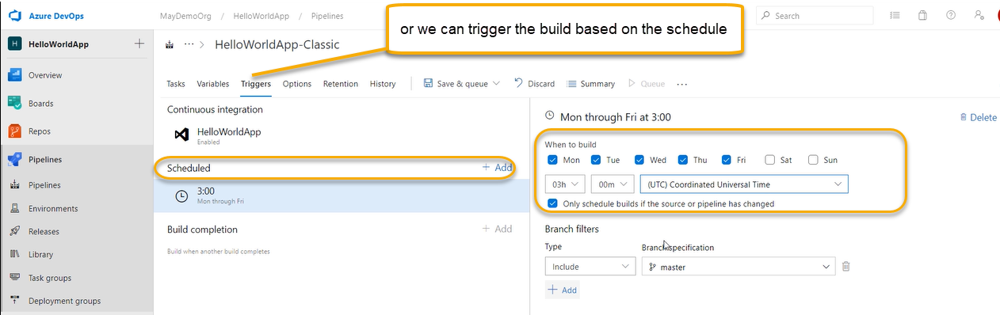 Azure DevOps
MayDemoOrg / HelloWorldApp / Pipelines
Search
or we can trigger the build based on the schedule
H HelloWorldApp
··· > HelloWorldApp-Classic
Overview
Boards
Repos
Pipelines
Pipelines
Environments
Releases
Library
Task groups
Deployment groups
Tasks Variables Triggers Options Retention History Save & queue Discard Summary Queue ···
Continuous integration
HelloWorldApp
Enabled
Scheduled + Add
3:00
Mon through Fri
Build completion + Add
Build when another build completes
Mon through Fri at 3:00 Delete
When to build
Mon Tue Wed Thu Fri Sat Sun
03h 00m (UTC) Coordinated Universal Time
Only schedule builds if the source or pipeline has changed
Branch filters
Type Branch specification
Include master
+ Add